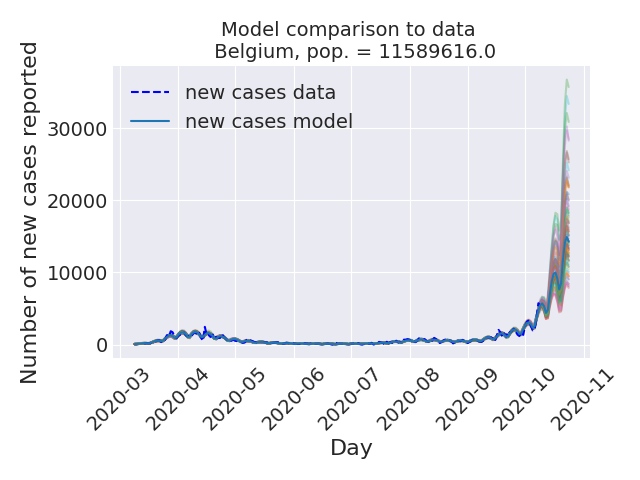 Model comparison to data
Belgium, pop. = 11589616.0
Number of new cases reported
new cases data
new cases model
30000
20000
10000
0
2020-03
2020-04
2020-05
2020-06
2020-07
2020-08
2020-09
2020-10
2020-11
Day